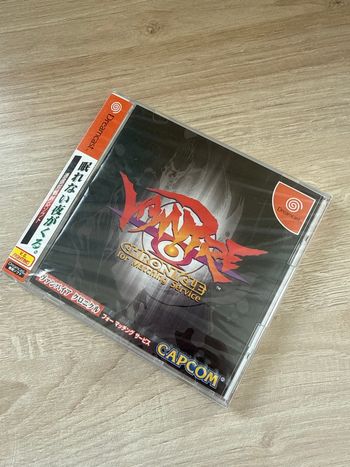 Dreamcast
眠れない夜がくる。
VAMPIRE
CHRONICLE
for Matching Service
TM
Dreamcast
ヴァンパイア クロニクル フォー マッチング サービス
CAPCOM